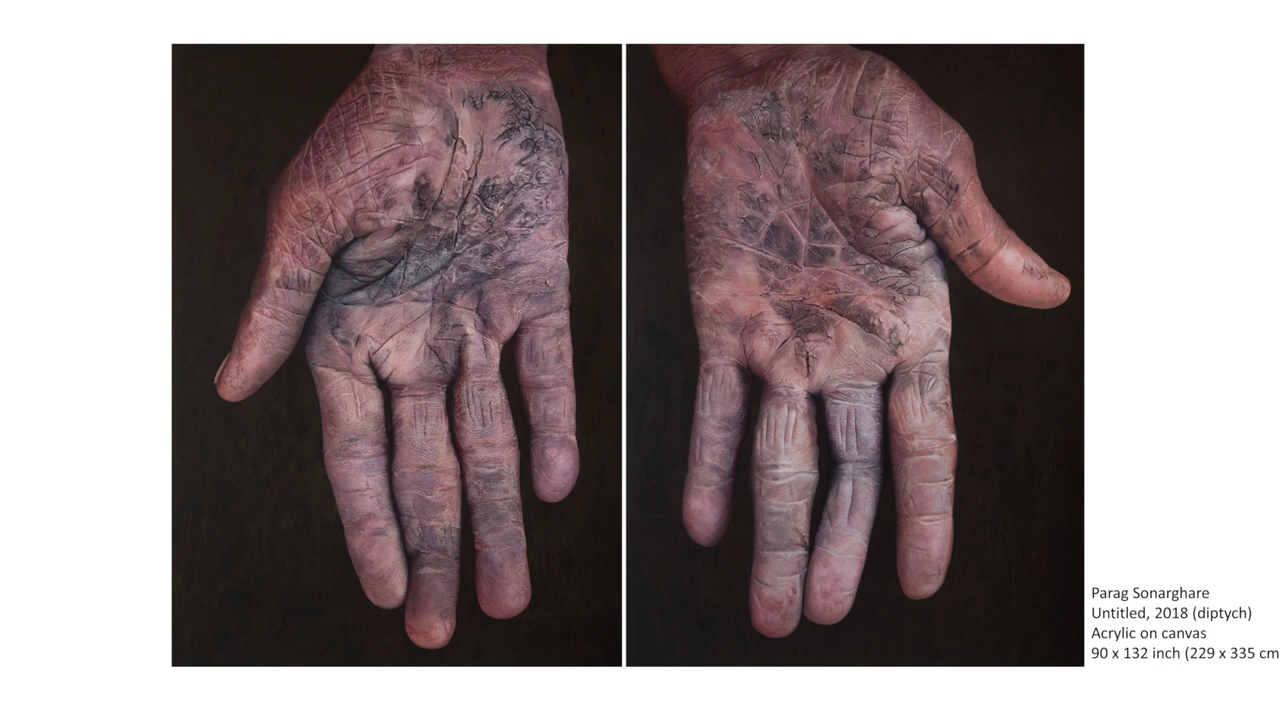 Parag Sonarghare
Untitled, 2018 (diptych)
Acrylic on canvas
90 x 132 inch (229 x 335 cm